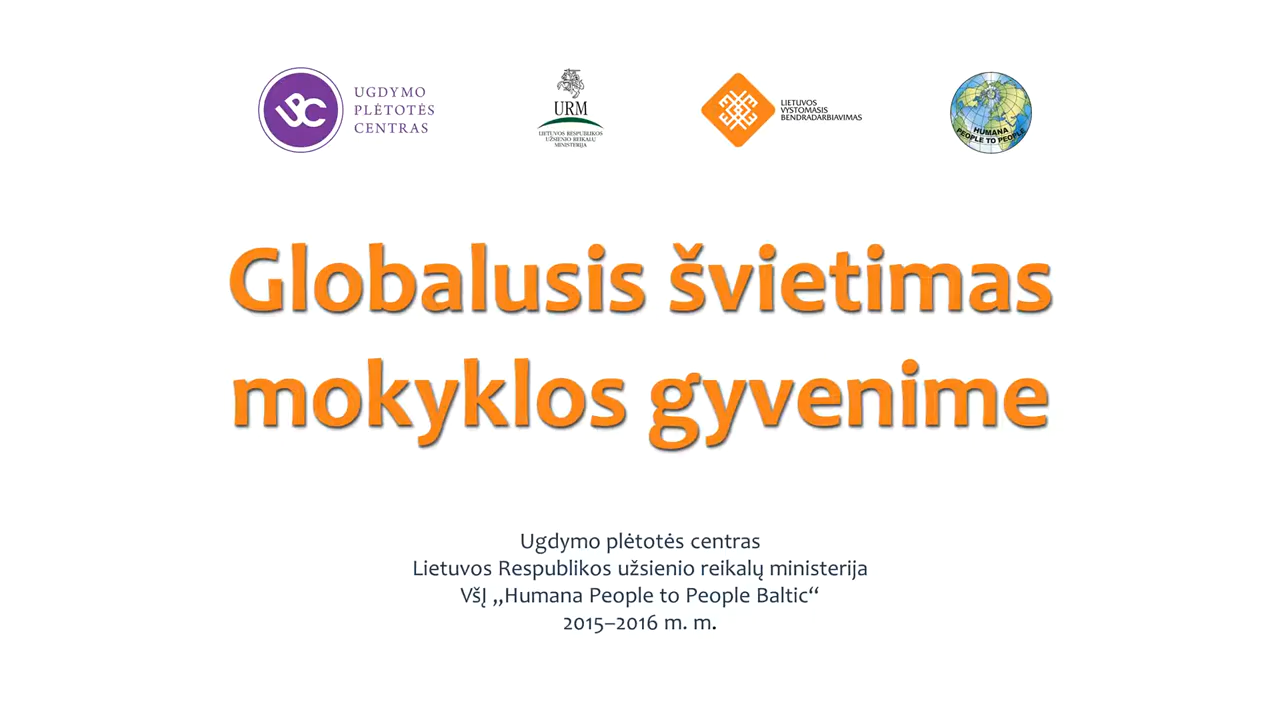 UPC
UGDYMO
PLĖTOTĖS
CENTRAS
URM
LIETUVOS RESPUBLIKOS
UŽSIENIO REIKALŲ
MINISTERIJA
LIETUVOS
VYSTOMASIS
BENDRADARBIAVIMAS
HUMANA
PEOPLE TO PEOPLE
Globalusis švietimas
mokyklos gyvenime
Ugdymo plėtotės centras
Lietuvos Respublikos užsienio reikalų ministerija
VšĮ „Humana People to People Baltic“
2015–2016 m. m.